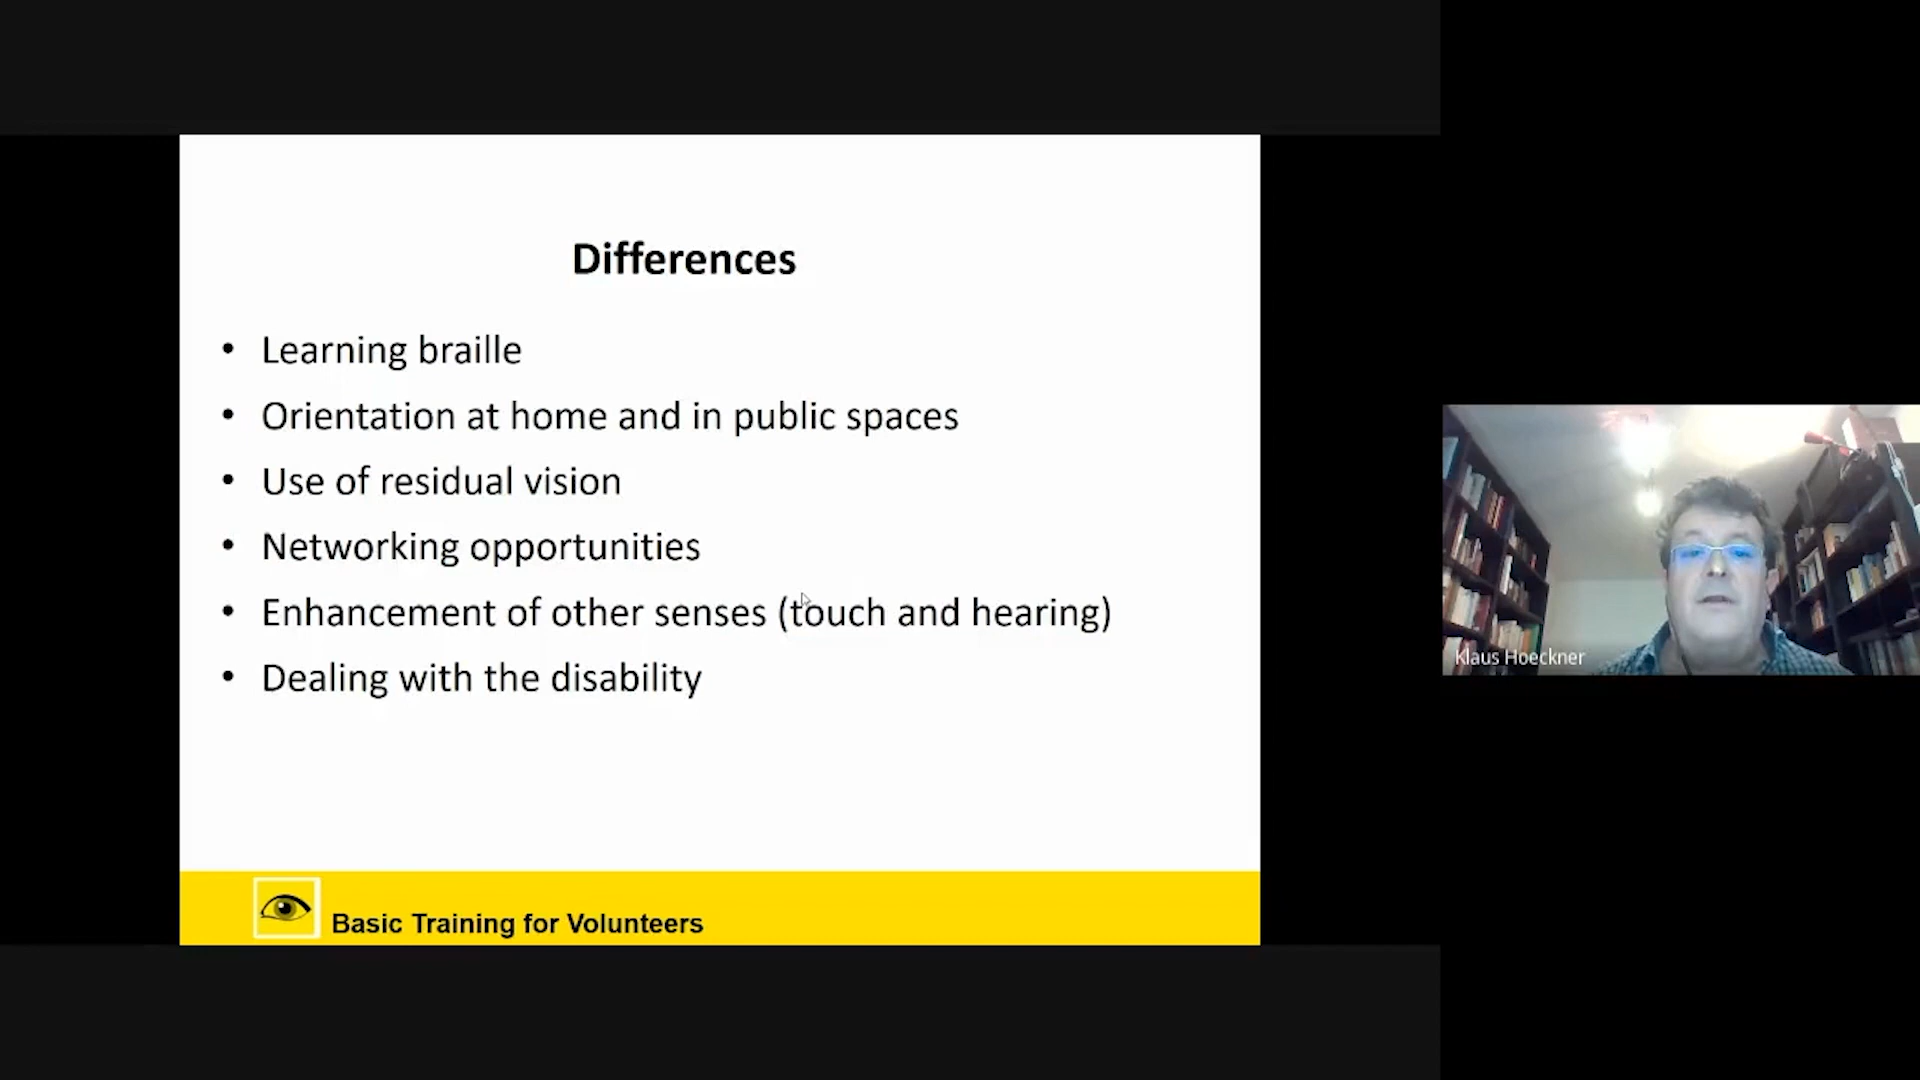 Differences
• Learning braille
• Orientation at home and in public spaces
• Use of residual vision
• Networking opportunities
• Enhancement of other senses (touch and hearing)
• Dealing with the disability
Basic Training for Volunteers
Klaus Hoeckner